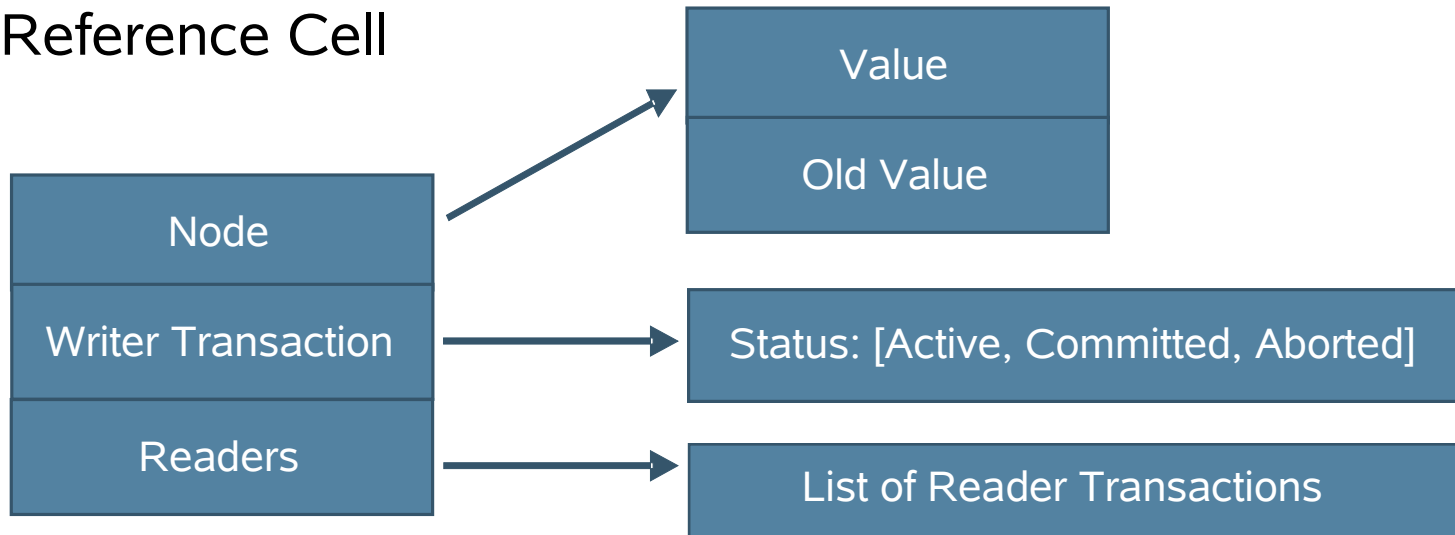 Reference Cell
Value
Old Value
Node
Writer Transaction
Readers
Status: [Active, Committed, Aborted]
List of Reader Transactions